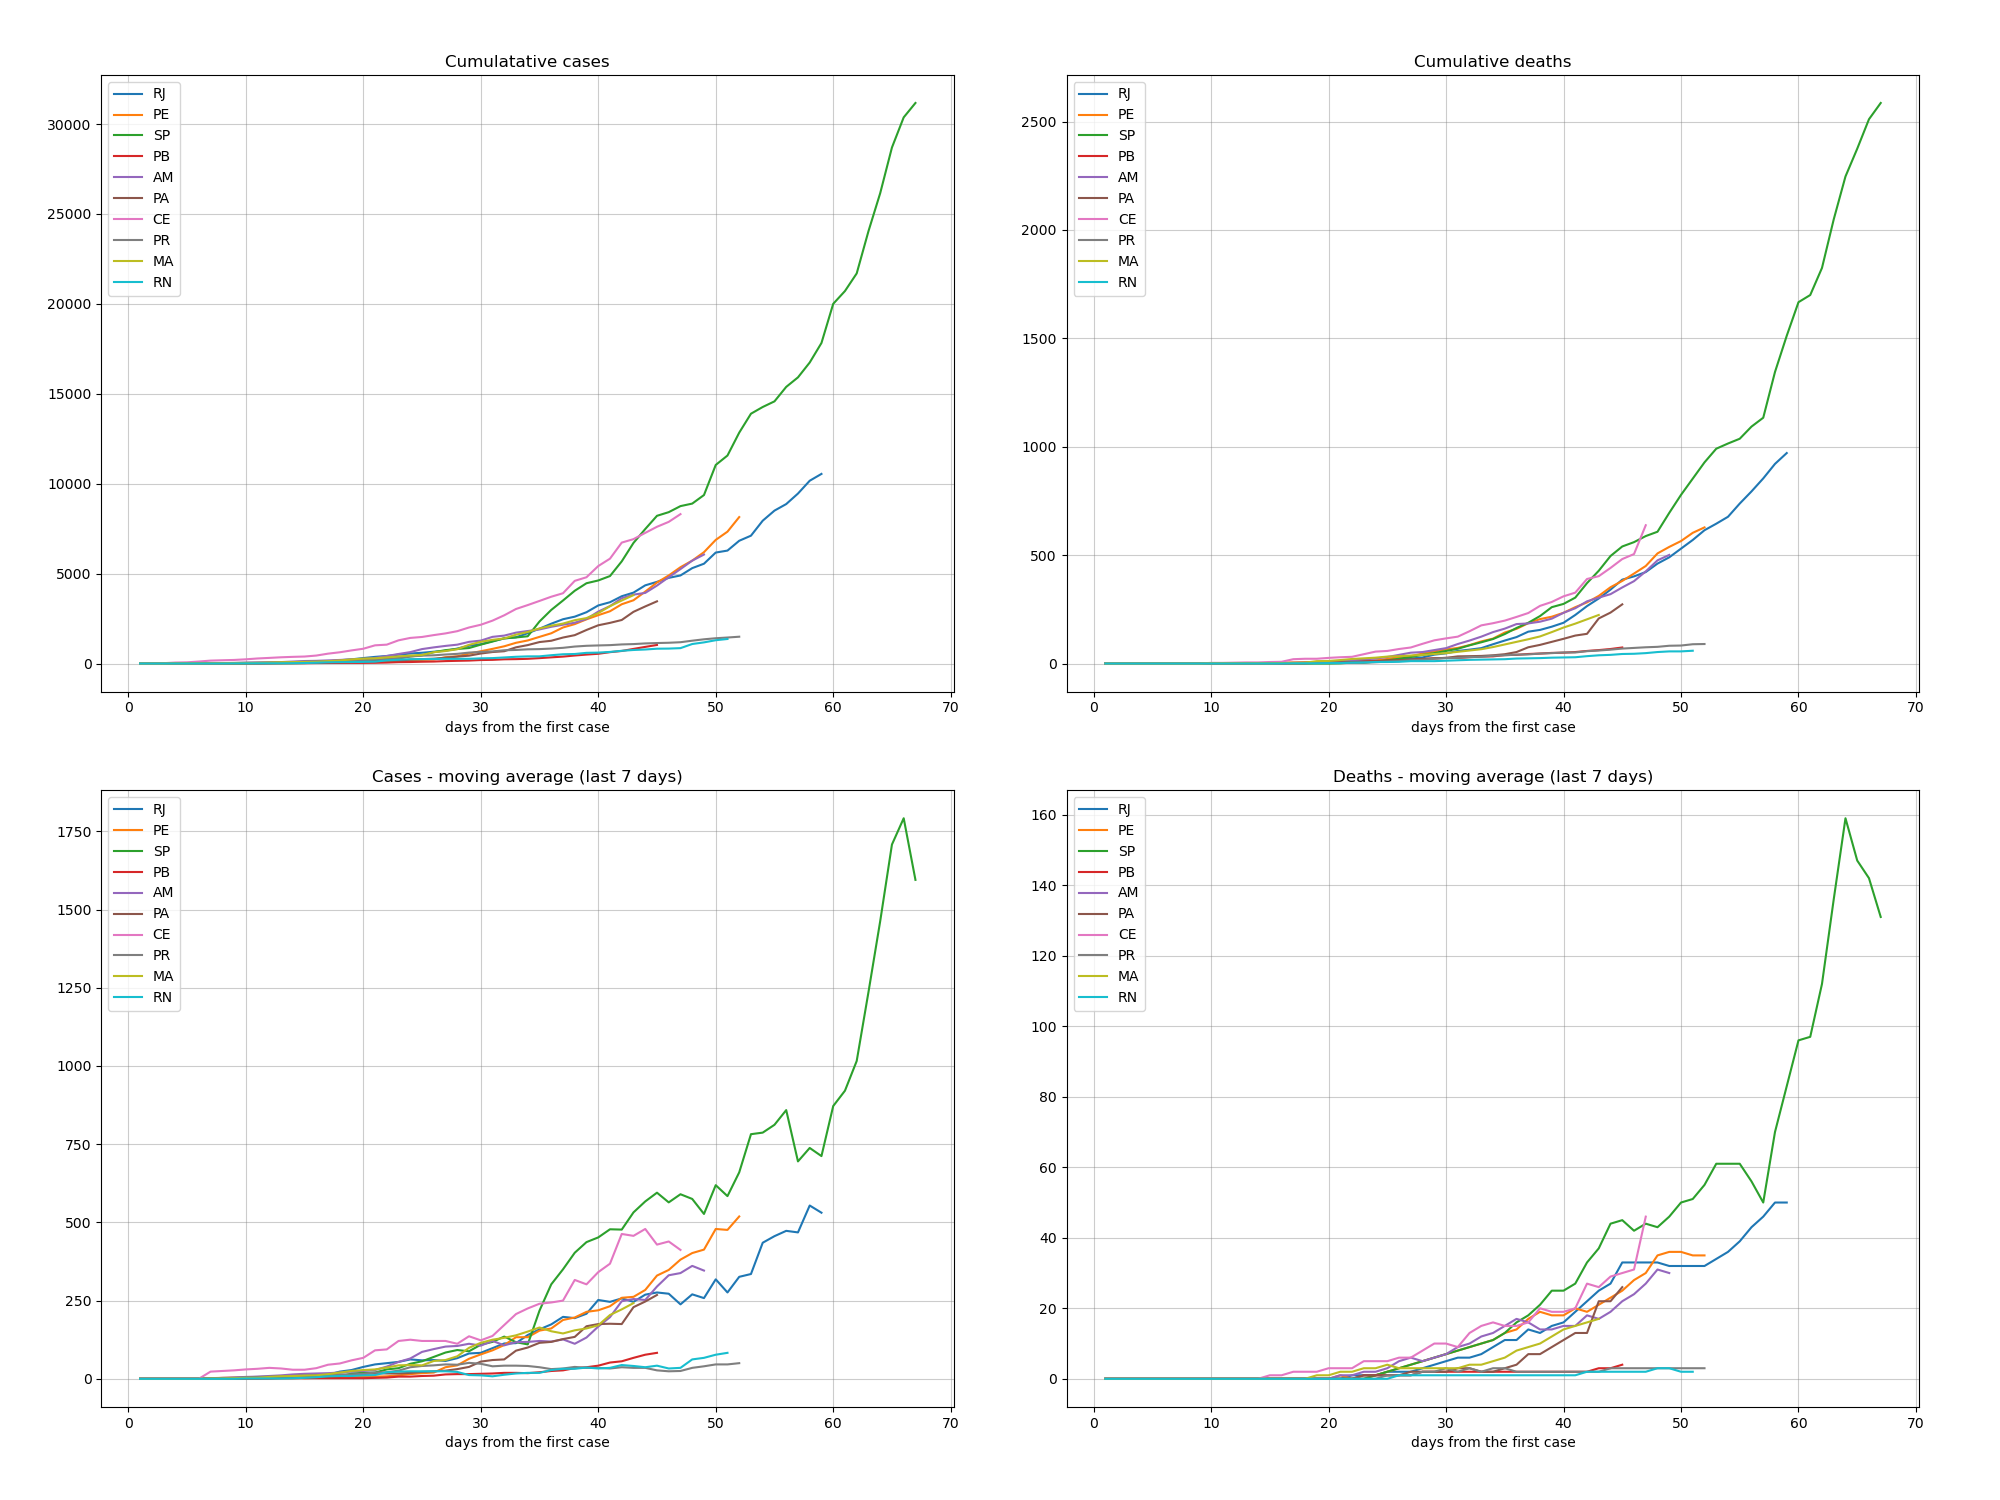 Cumulatative cases
30000
25000
20000
15000
10000
5000
0
RJ
PE
SP
PB
AM
PA
CE
PR
MA
RN
0 10 20 30 40 50 60 70
days from the first case
Cumulative deaths
2500
2000
1500
1000
500
0
RJ
PE
SP
PB
AM
PA
CE
PR
MA
RN
0 10 20 30 40 50 60 70
days from the first case
Cases - moving average (last 7 days)
1750
1500
1250
1000
750
500
250
0
RJ
PE
SP
PB
AM
PA
CE
PR
MA
RN
0 10 20 30 40 50 60 70
days from the first case
Deaths - moving average (last 7 days)
160
140
120
100
80
60
40
20
0
RJ
PE
SP
PB
AM
PA
CE
PR
MA
RN
0 10 20 30 40 50 60 70
days from the first case